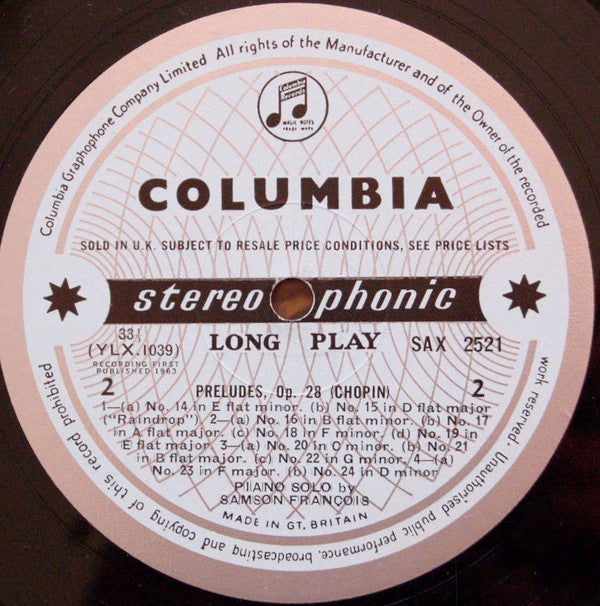 Columbia Graphophone Company Limited All rights of the Manufacturer and of the Owner of the recorded work reserved. Unauthorised public performance, broadcasting and copying of this record prohibited
Columbia
Records
MAGIC NOTES
TRADE MARK
COLUMBIA
SOLD IN U.K. SUBJECT TO RESALE PRICE CONDITIONS, SEE PRICE LISTS
stereophonic
33⅓
(YLX.1039)
LONG PLAY
SAX 2521
RECORDING FIRST
PUBLISHED 1963
2
PRELUDES, Op. 28 (CHOPIN)
2
1—(a) No. 14 in E flat minor. (b) No. 15 in D flat major
("Raindrop") 2—(a) No. 16 in B flat minor. (b) No. 17
in A flat major. (c) No. 18 in F minor. (d) No. 19 in
E flat major. 3—(a) No. 20 in C minor. (b) No. 21
in B flat major. (c) No. 22 in G minor. 4—(a)
No. 23 in F major. (b) No. 24 in D minor
PIANO SOLO by
SAMSON FRANÇOIS
MADE IN GT. BRITAIN